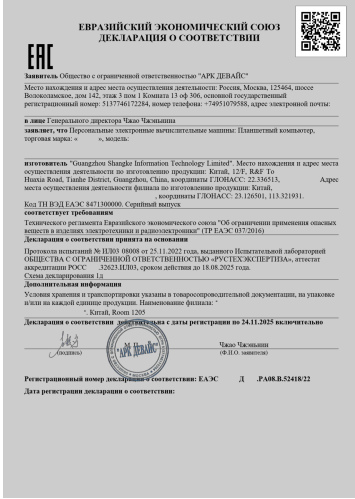 ЕВРАЗИЙСКИЙ ЭКОНОМИЧЕСКИЙ СОЮЗ
ДЕКЛАРАЦИЯ О СООТВЕТСТВИИ
ЕАС
Заявитель Общество с ограниченной ответственностью "АРК ДЕВАЙС"
Место нахождения и адрес места осуществления деятельности: Россия, Москва, 125464, шоссе
Волоколамское, дом 142, этаж 3 пом 1 Комната 13 оф 306, основной государственный
регистрационный номер: 5137746172284, номер телефона: +74951079588, адрес электронной почты:
в лице Генерального директора Чжао Чжэньнина
заявляет, что Персональные электронные вычислительные машины: Планшетный компьютер,
торговая марка: « », модель:
изготовитель "Guangzhou Shangke Information Technology Limited". Место нахождения и адрес места
осуществления деятельности по изготовлению продукции: Китай, 12/F, R&F To
Huaxia Road, Tianhe District, Guangzhou, China, координаты ГЛОНАСС: 22.336513, Адрес
места осуществления деятельности филиала по изготовлению продукции: Китай,
, координаты ГЛОНАСС: 23.126501, 113.321931.
Код ТН ВЭД ЕАЭС 8471300000. Серийный выпуск
соответствует требованиям
Технического регламента Евразийского экономического союза "Об ограничении применения опасных
веществ в изделиях электротехники и радиоэлектроники" (ТР ЕАЭС 037/2016)
Декларация о соответствии принята на основании
Протокола испытаний № ІЛ03 08008 от 25.11.2022 года, выданного Испытательной лабораторией
ОБЩЕСТВА С ОГРАНИЧЕННОЙ ОТВЕТСТВЕННОСТЬЮ «РУСТЕХЭКСПЕРТИЗА», аттестат
аккредитации РОСС .32623.ИЛ03, сроком действия до 18.08.2025 года.
Схема декларирования 1д
Дополнительная информация
Условия хранения и транспортировки указаны в товаросопроводительной документации, на упаковке
и/или на каждой единице продукции. Наименование филиала: "
". Китай, Room 1205
Декларация о соответствии действительна с даты регистрации по 24.11.2025 включительно
"АРК ДЕВАЙС"
Чжао Чжэньнин
(подпись) (Ф.И.О. заявителя)
Регистрационный номер декларации о соответствии: ЕАЭС Д .РА08.В.52418/22
Дата регистрации декларации о соответствии: